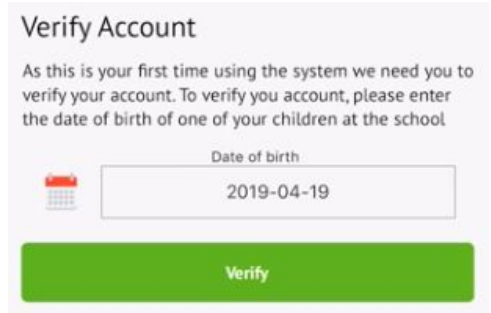 Verify Account
As this is your first time using the system we need you to
verify your account. To verify you account, please enter
the date of birth of one of your children at the school
Date of birth
2019-04-19
Verify